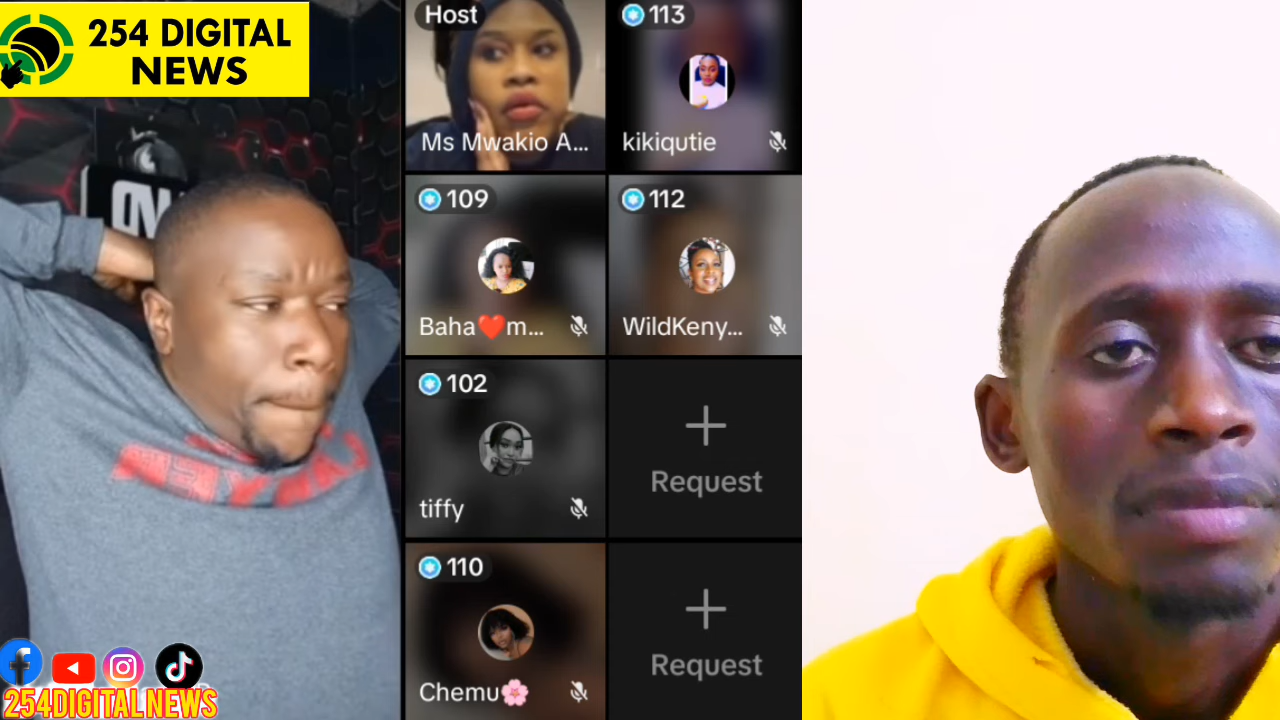 254 DIGITAL
NEWS
Host
113
Ms Mwakio A...
kikiqutie
109
112
Baha❤️m...
WildKeny...
102
tiffy
Request
110
Chemu🌸
Request
254DIGITALNEWS